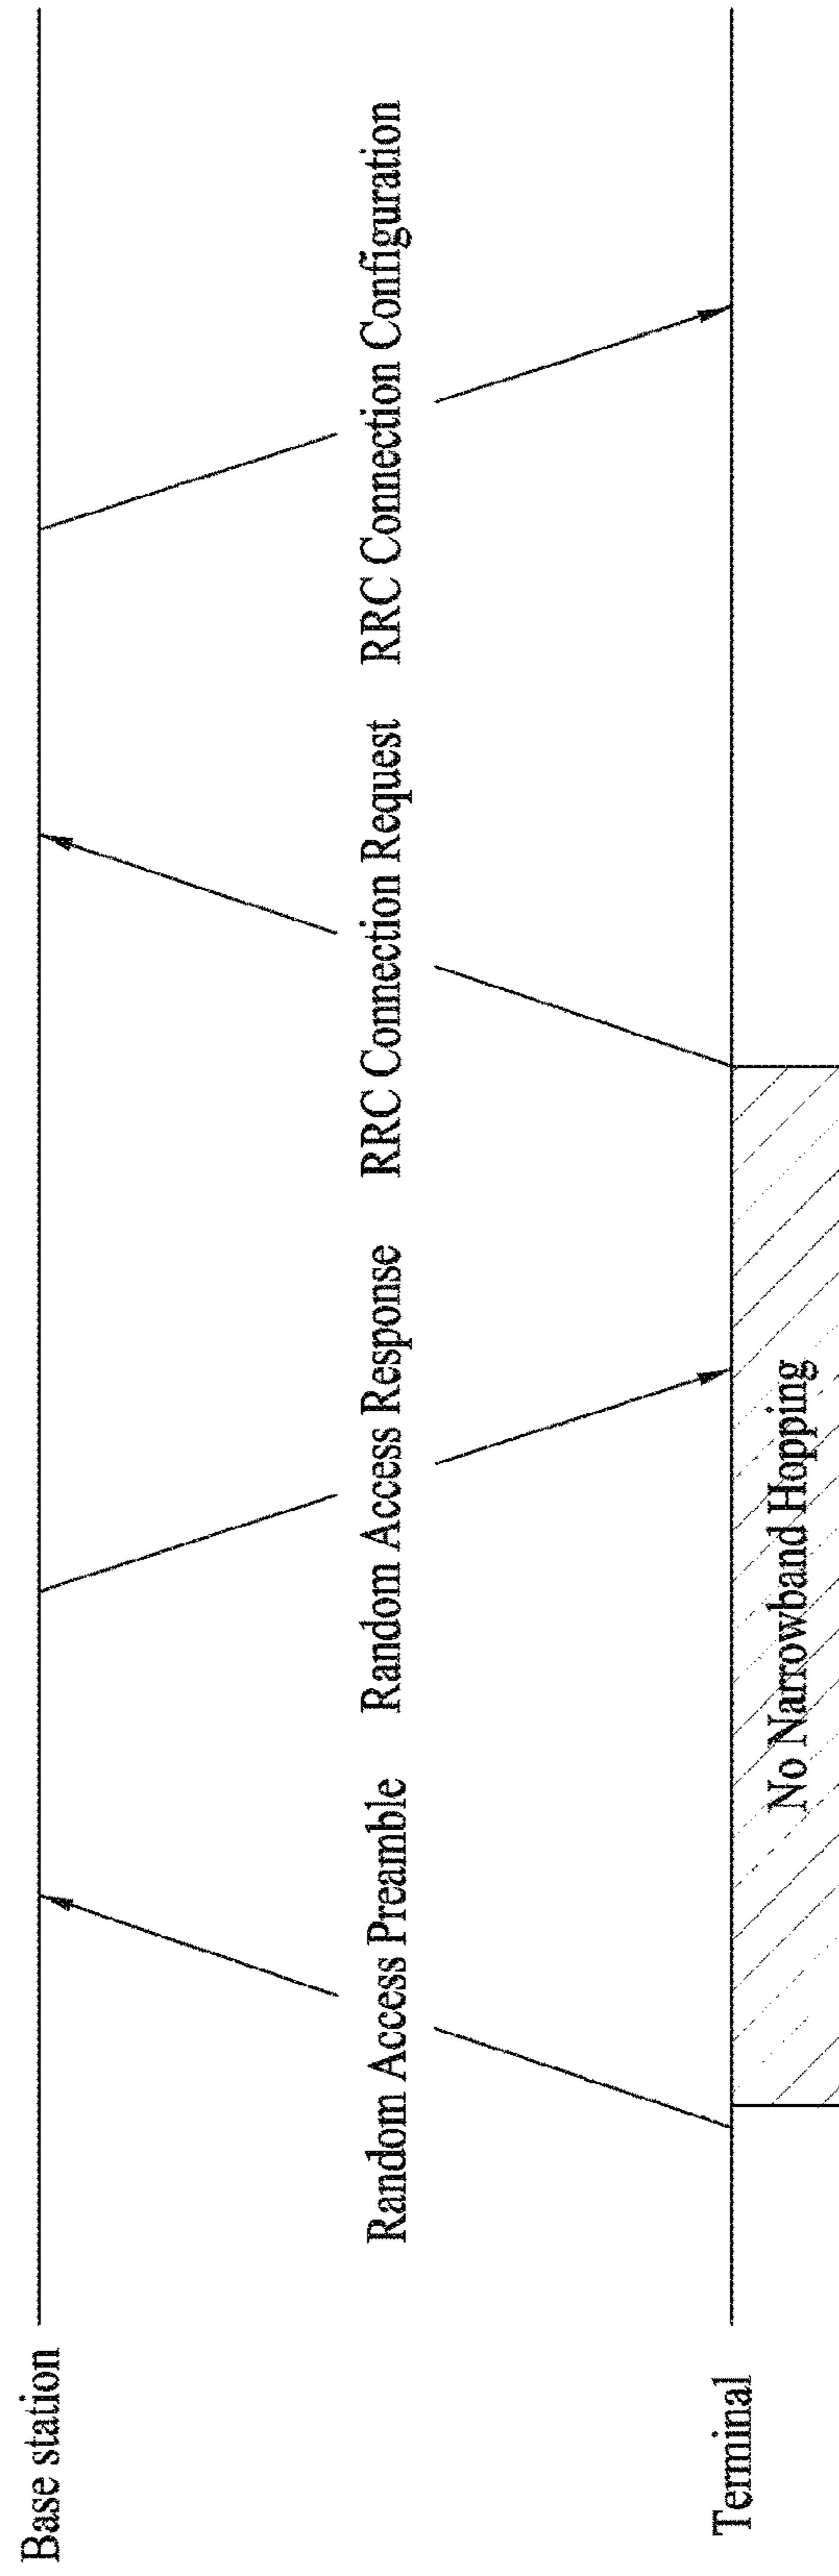 Base station
Random Access Preamble
Random Access Response
RRC Connection Request
RRC Connection Configuration
Terminal
No Narrowband Hopping